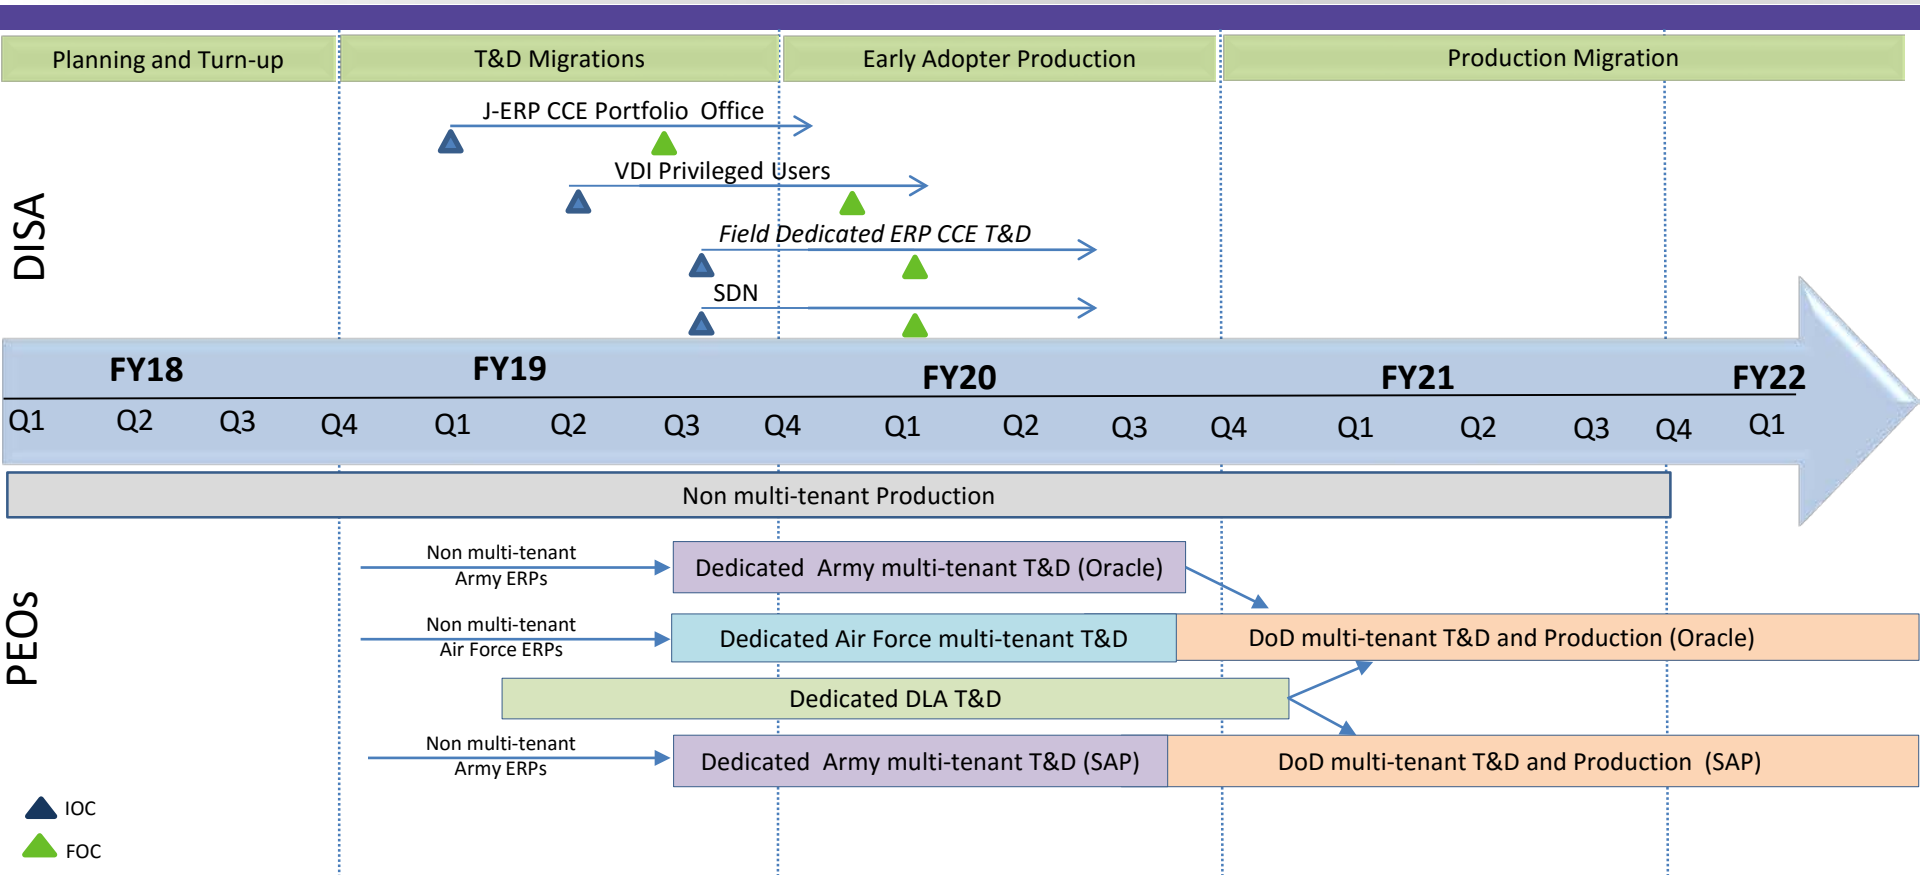 Planning and Turn-up
T&D Migrations
Early Adopter Production
Production Migration
DISA
J-ERP CCE Portfolio Office
VDI Privileged Users
Field Dedicated ERP CCE T&D
SDN
FY18
FY19
FY20
FY21
FY22
Q1 Q2 Q3 Q4 Q1 Q2 Q3 Q4 Q1 Q2 Q3 Q4 Q1 Q2 Q3 Q4 Q1
Non multi-tenant Production
PEOs
Non multi-tenant
Army ERPs
Dedicated Army multi-tenant T&D (Oracle)
Non multi-tenant
Air Force ERPs
Dedicated Air Force multi-tenant T&D
DoD multi-tenant T&D and Production (Oracle)
Dedicated DLA T&D
Non multi-tenant
Army ERPs
Dedicated Army multi-tenant T&D (SAP)
DoD multi-tenant T&D and Production (SAP)
IOC
FOC